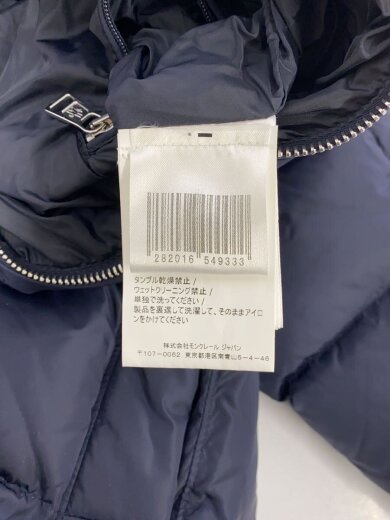 282016 549333
タンブル乾燥禁止/
ウェットクリーニング禁止/
単独で洗ってください/
製品を裏返して洗濯して、そのままアイロ
ンをかけてください
株式会社モンクレール ジャパン
〒107-0062 東京都港区南青山5-4-46